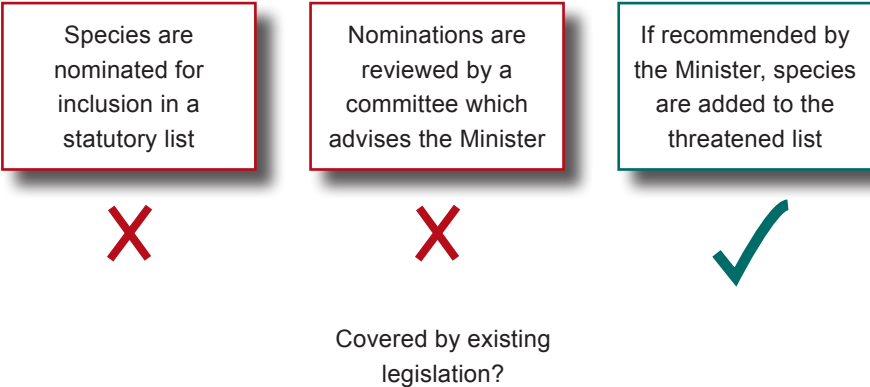 Species are
nominated for
inclusion in a
statutory list
Nominations are
reviewed by a
committee which
advises the Minister
If recommended by
the Minister, species
are added to the
threatened list
Covered by existing
legislation?